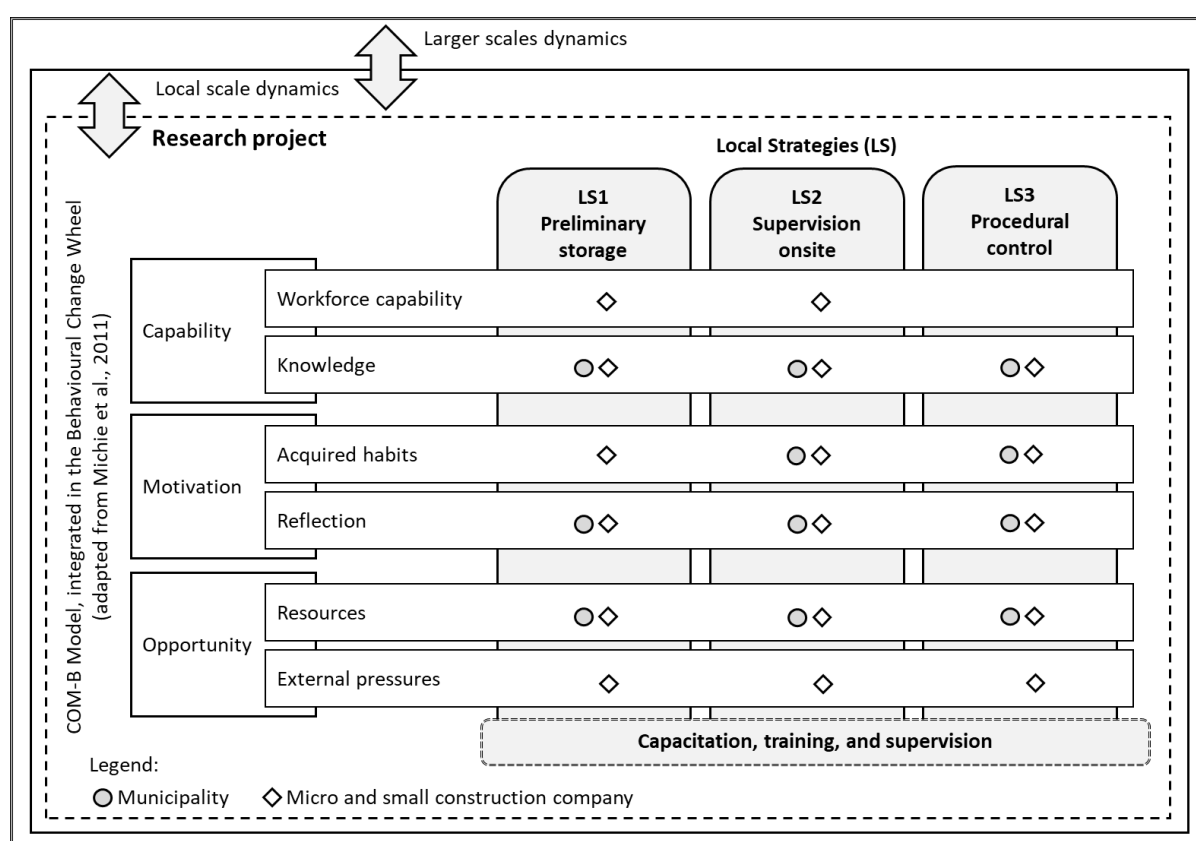 Larger scales dynamics
Local scale dynamics
Research project
Local Strategies (LS)
LS1
Preliminary
storage
LS2
Supervision
onsite
LS3
Procedural
control
COM-B Model, integrated in the Behavioural Change Wheel
(adapted from Michie et al., 2011)
Capability
Workforce capability
Knowledge
Motivation
Acquired habits
Reflection
Opportunity
Resources
External pressures
Capacitation, training, and supervision
Legend:
Municipality
Micro and small construction company